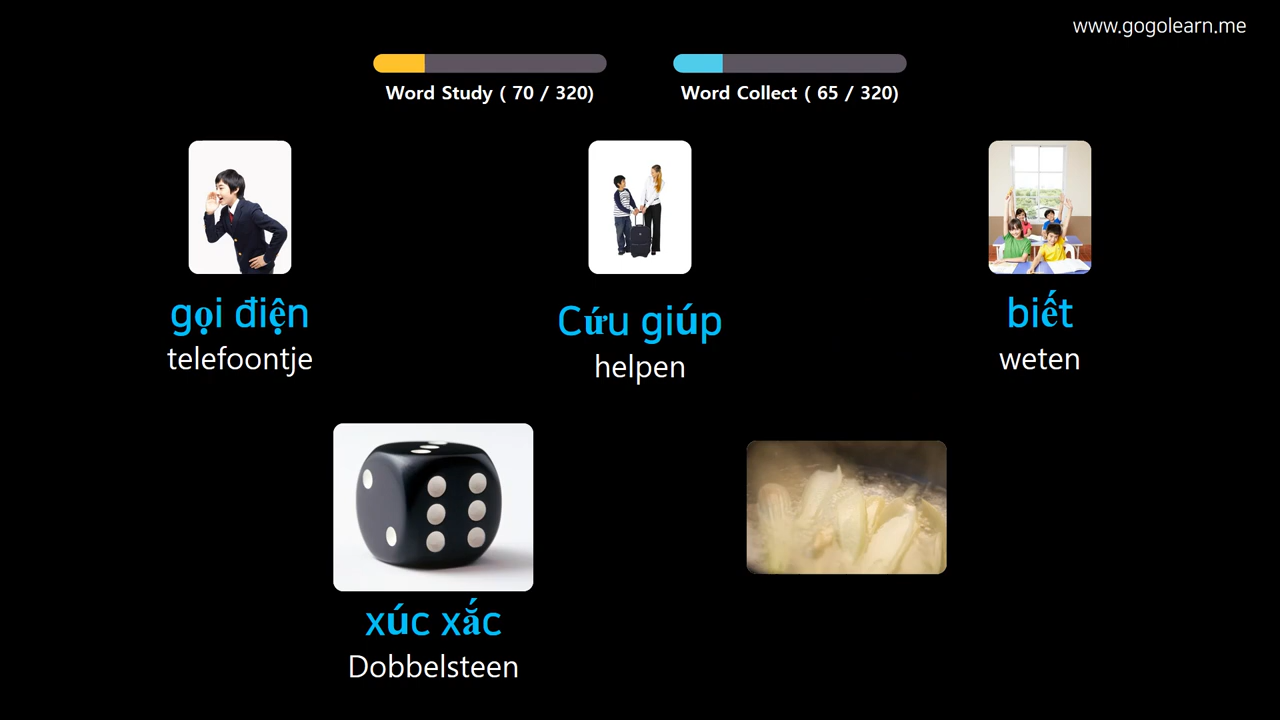 www.gogolearn.me
Word Study ( 70 / 320)
Word Collect ( 65 / 320)
gọi điện
telefoontje
Cứu giúp
helpen
biết
weten
xúc xắc
Dobbelsteen